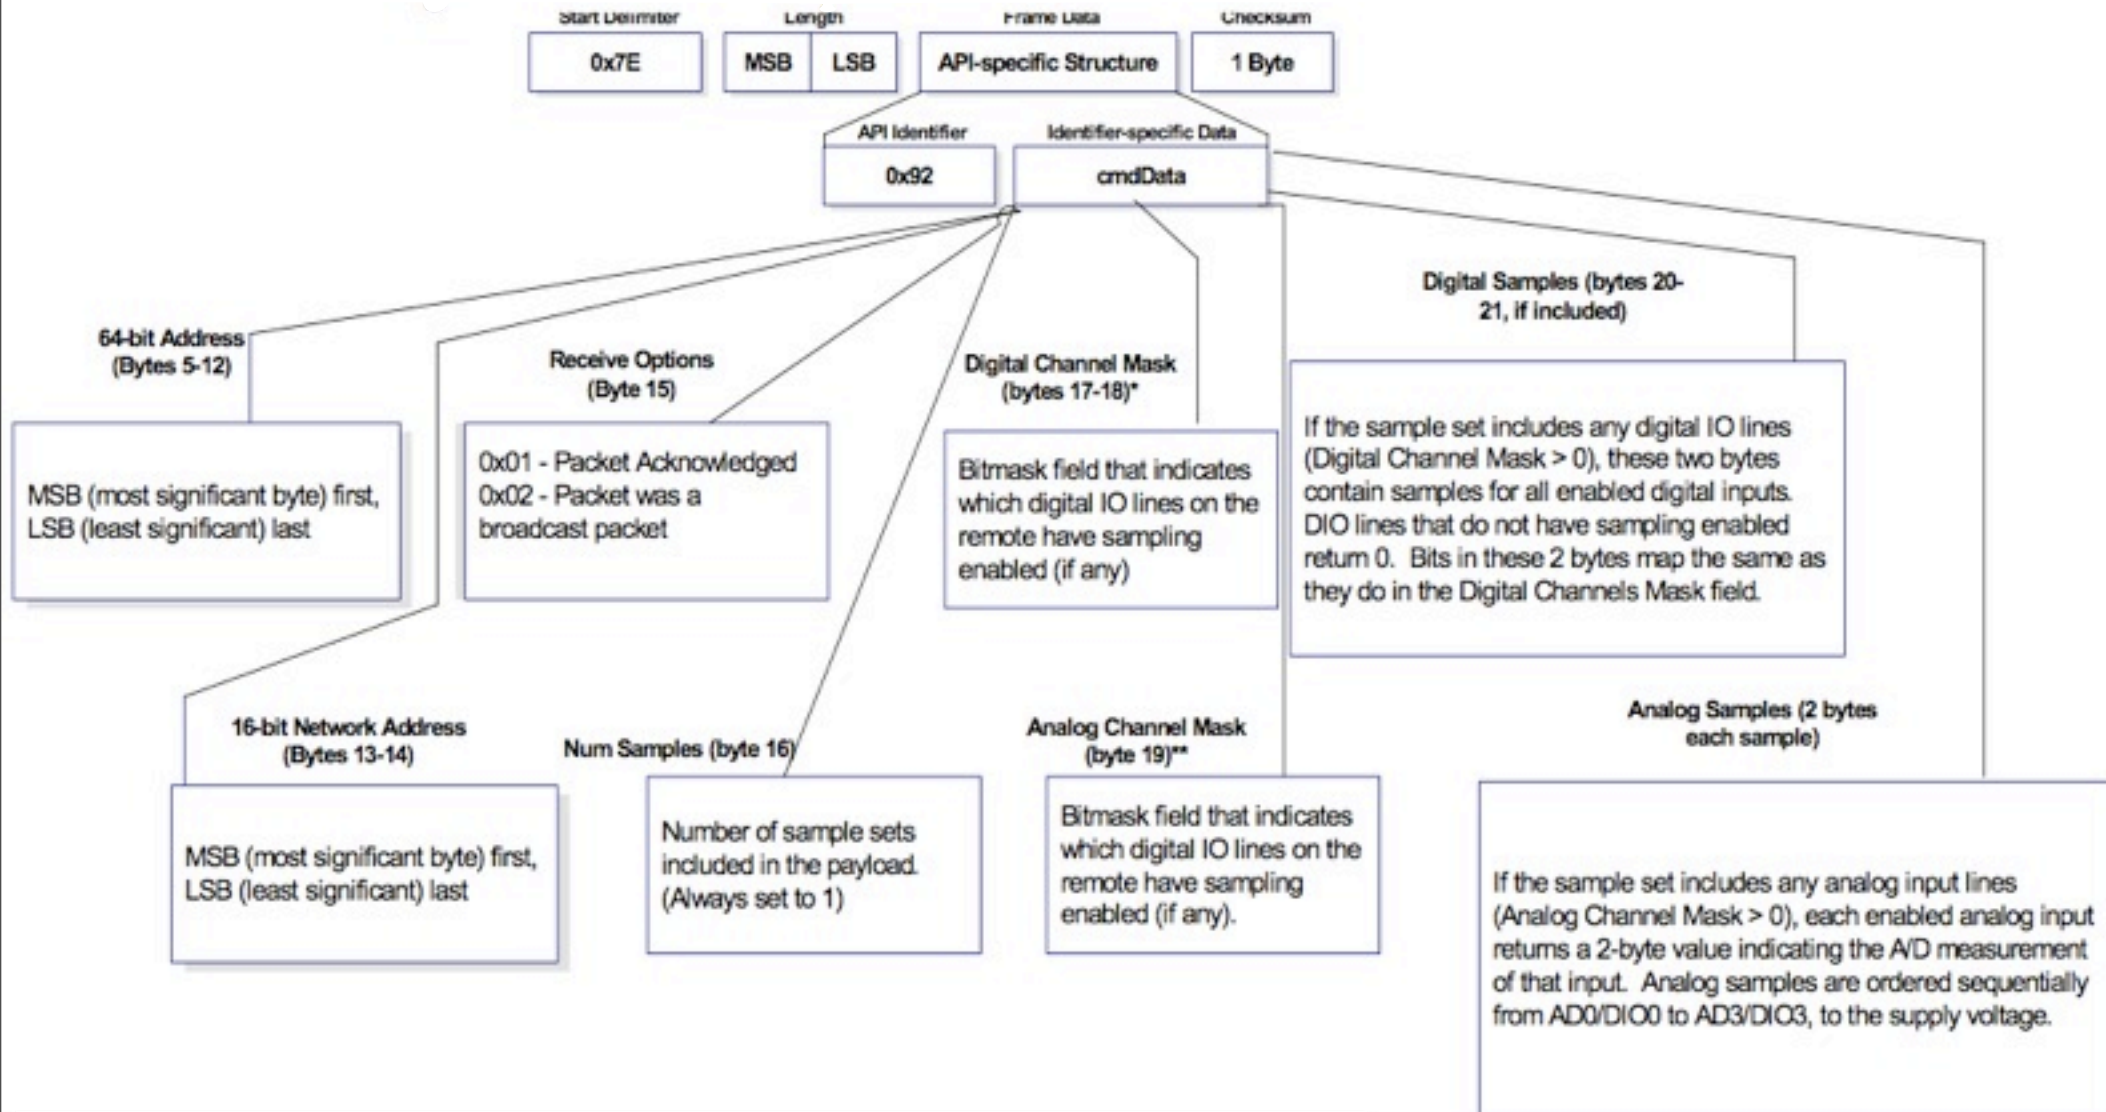 Start Delimiter
Length
Frame Data
Checksum
0x7E
MSB
LSB
API-specific Structure
1 Byte
API Identifier
Identifier-specific Data
0x92
cmdData
64-bit Address
(Bytes 5-12)
MSB (most significant byte) first,
LSB (least significant) last
Receive Options
(Byte 15)
0x01 - Packet Acknowledged
0x02 - Packet was a
broadcast packet
Digital Channel Mask
(bytes 17-18)*
Bitmask field that indicates
which digital IO lines on the
remote have sampling
enabled (if any)
Digital Samples (bytes 20-
21, if included)
If the sample set includes any digital IO lines
(Digital Channel Mask > 0), these two bytes
contain samples for all enabled digital inputs.
DIO lines that do not have sampling enabled
return 0. Bits in these 2 bytes map the same as
they do in the Digital Channels Mask field.
16-bit Network Address
(Bytes 13-14)
MSB (most significant byte) first,
LSB (least significant) last
Num Samples (byte 16)
Number of sample sets
included in the payload.
(Always set to 1)
Analog Channel Mask
(byte 19)**
Bitmask field that indicates
which digital IO lines on the
remote have sampling
enabled (if any).
Analog Samples (2 bytes
each sample)
If the sample set includes any analog input lines
(Analog Channel Mask > 0), each enabled analog input
returns a 2-byte value indicating the A/D measurement
of that input. Analog samples are ordered sequentially
from AD0/DIO0 to AD3/DIO3, to the supply voltage.